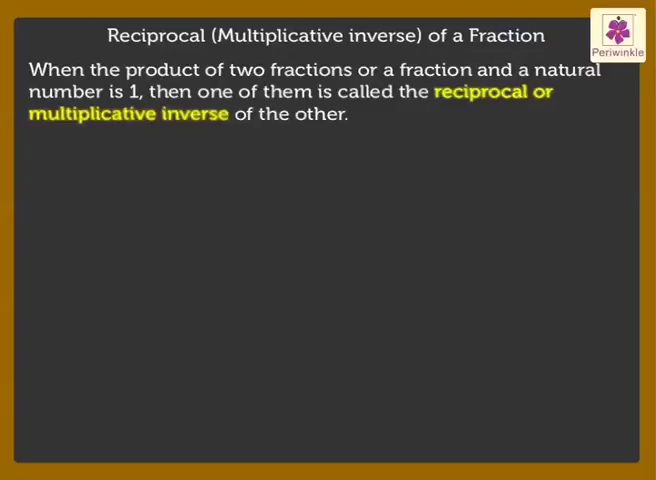 Reciprocal (Multiplicative inverse) of a Fraction
Periwinkle
When the product of two fractions or a fraction and a natural
number is 1, then one of them is called the reciprocal or
multiplicative inverse of the other.